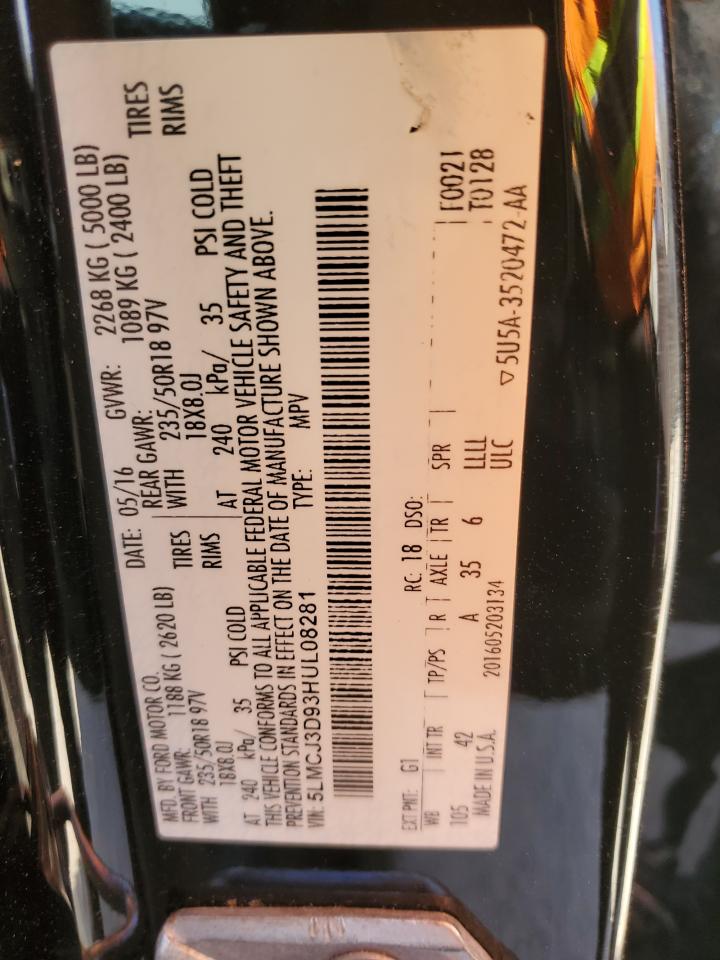 MFD. BY FORD MOTOR CO. DATE: 05/16 GVWR: 2268 KG ( 5000 LB)
FRONT GAWR: 1188 KG ( 2620 LB) REAR GAWR: 1089 KG ( 2400 LB)
WITH 235/50R18 97V TIRES WITH 235/50R18 97V TIRES
18X8.0J RIMS 18X8.0J RIMS
AT 240 kPa/ 35 PSI COLD AT 240 kPa/ 35 PSI COLD
THIS VEHICLE CONFORMS TO ALL APPLICABLE FEDERAL MOTOR VEHICLE SAFETY AND THEFT
PREVENTION STANDARDS IN EFFECT ON THE DATE OF MANUFACTURE SHOWN ABOVE.
VIN: 5LMCJ3D93HUL08281 TYPE: MPV
EXT PNT: G1 RC: 18 DSO: F0021
WB INT TR TP/PS R AXLE TR SPR T0128
105 42 A 35 6 LLLL
MADE IN U.S.A. 201605203134 ULC ▽5U5A-3520472-AA